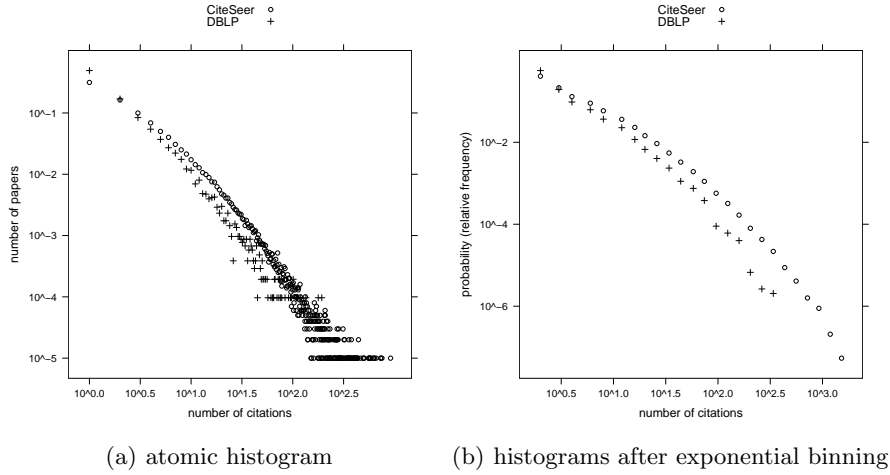 CiteSeer
DBLP
number of papers
10^−1
10^−2
10^−3
10^−4
10^−5
10^0.0 10^0.5 10^1.0 10^1.5 10^2.0 10^2.5
number of citations
(a) atomic histogram
CiteSeer
DBLP
probability (relative frequency)
10^−2
10^−4
10^−6
10^0.5 10^1.0 10^1.5 10^2.0 10^2.5 10^3.0
number of citations
(b) histograms after exponential binning